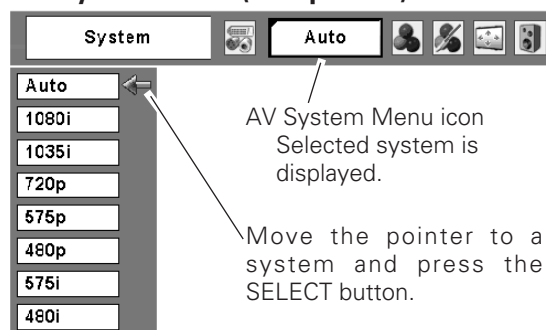 System
Auto
Auto
1080i
1035i
720p
575p
480p
575i
480i
AV System Menu icon
Selected system is
displayed.
Move the pointer to a
system and press the
SELECT button.